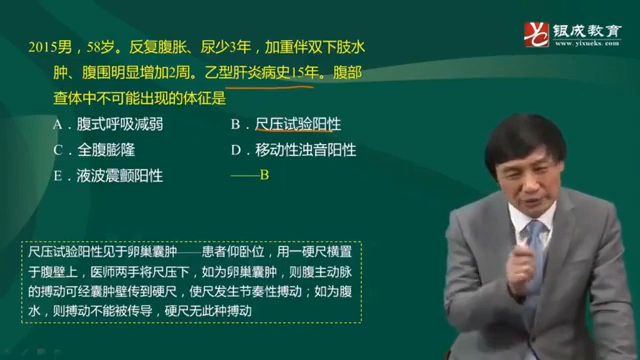 银成教育
www.yixueks.com
2015男，58岁。反复腹胀、尿少3年，加重伴双下肢水
肿、腹围明显增加2周。乙型肝炎病史15年。腹部
查体中不可能出现的体征是
A．腹式呼吸减弱
B．尺压试验阳性
C．全腹膨隆
D．移动性浊音阳性
E．液波震颤阳性
——B
尺压试验阳性见于卵巢囊肿——患者仰卧位，用一硬尺横置
于腹壁上，医师两手将尺压下，如为卵巢囊肿，则腹主动脉
的搏动可经囊肿壁传到硬尺，使尺发生节奏性搏动；如为腹
水，则搏动不能被传导，硬尺无此种搏动